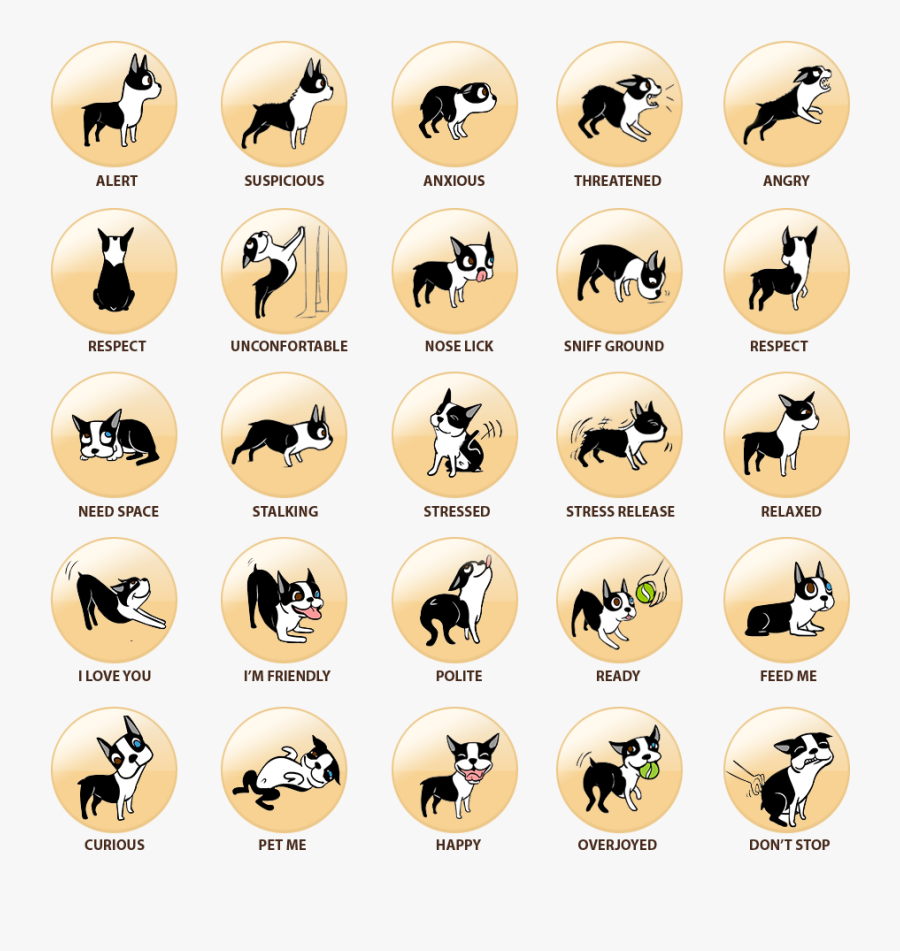 ALERT
SUSPICIOUS
ANXIOUS
THREATENED
ANGRY
RESPECT
UNCONFORTABLE
NOSE LICK
SNIFF GROUND
RESPECT
NEED SPACE
STALKING
STRESSED
STRESS RELEASE
RELAXED
I LOVE YOU
I'M FRIENDLY
POLITE
READY
FEED ME
CURIOUS
PET ME
HAPPY
OVERJOYED
DON'T STOP